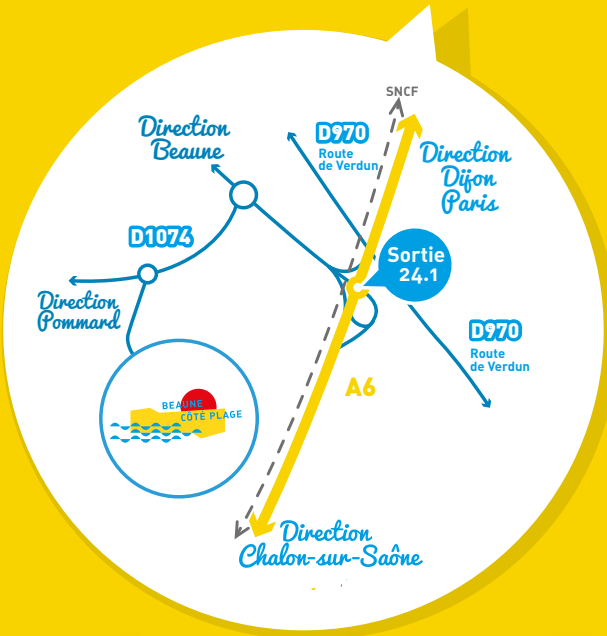 SNCF
Direction
Beaune
D970
Route
de Verdun
Direction
Dijon
Paris
D1074
Sortie
24.1
Direction
Pommard
D970
Route
de Verdun
A6
BEAUNE
CÔTÉ PLAGE
Direction
Chalon-sur-Saône